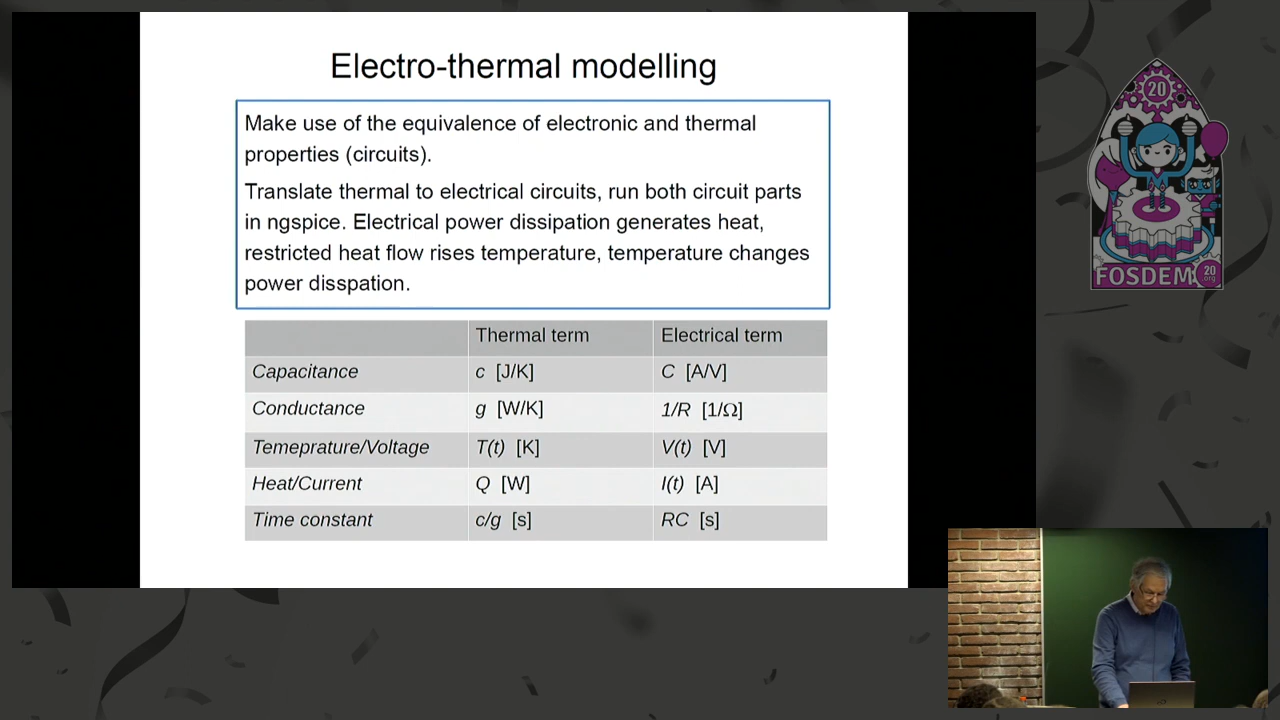 Electro-thermal modelling
Make use of the equivalence of electronic and thermal
properties (circuits).
Translate thermal to electrical circuits, run both circuit parts
in ngspice. Electrical power dissipation generates heat,
restricted heat flow rises temperature, temperature changes
power disspation.
Thermal term Electrical term
Capacitance c [J/K] C [A/V]
Conductance g [W/K] 1/R [1/Ω]
Temeprature/Voltage T(t) [K] V(t) [V]
Heat/Current Q [W] I(t) [A]
Time constant c/g [s] RC [s]
20
FOSDEM 20
.org